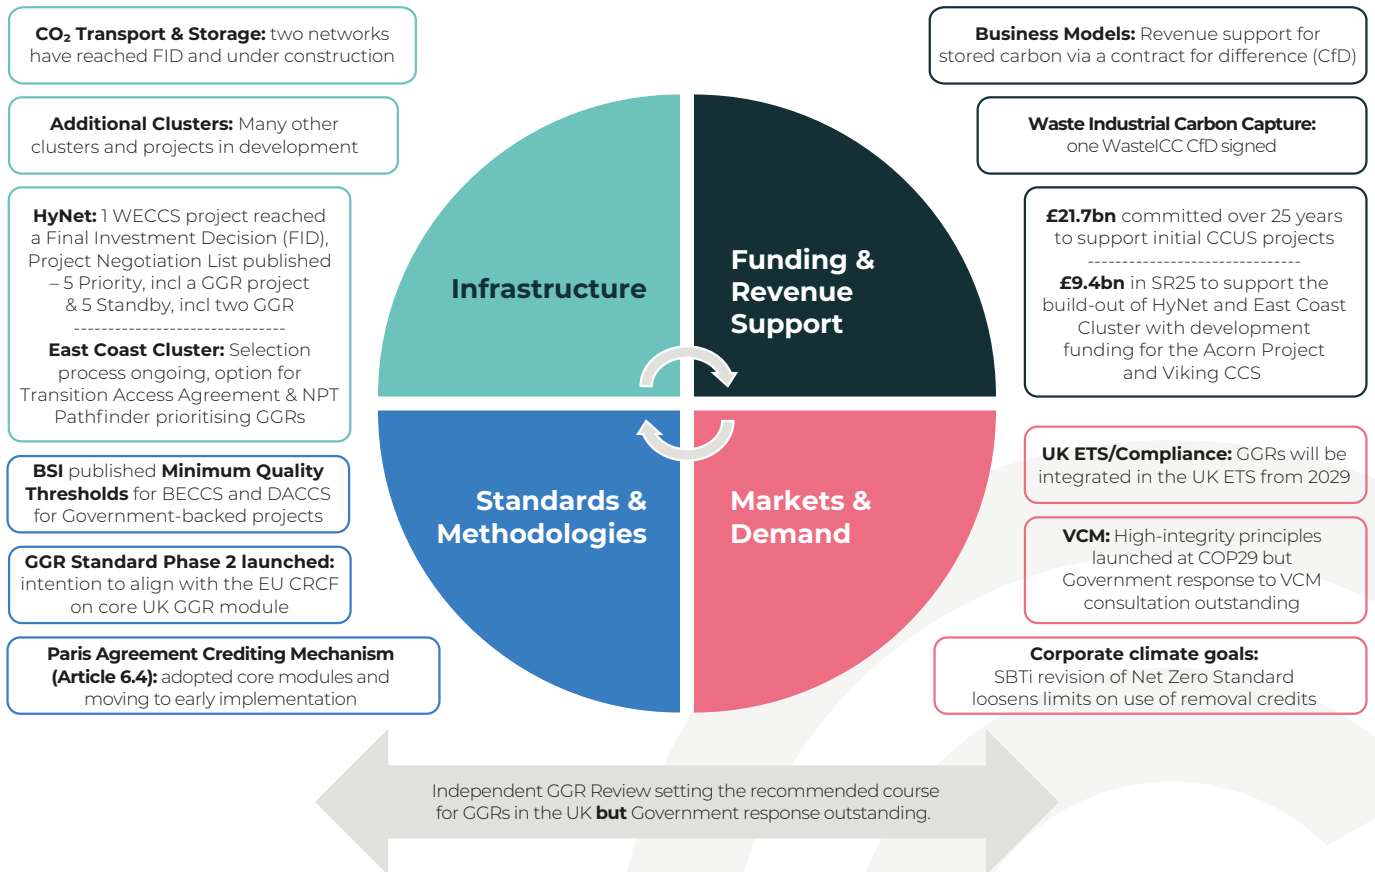 CO₂ Transport & Storage: two networks
have reached FID and under construction
Additional Clusters: Many other
clusters and projects in development
HyNet: 1 WECCS project reached
a Final Investment Decision (FID),
Project Negotiation List published
– 5 Priority, incl a GGR project
& 5 Standby, incl two GGR
-------------------------------
East Coast Cluster: Selection
process ongoing, option for
Transition Access Agreement & NPT
Pathfinder prioritising GGRs
BSI published Minimum Quality
Thresholds for BECCS and DACCS
for Government-backed projects
GGR Standard Phase 2 launched:
intention to align with the EU CRCF
on core UK GGR module
Paris Agreement Crediting Mechanism
(Article 6.4): adopted core modules and
moving to early implementation
Infrastructure
Funding &
Revenue
Support
Standards &
Methodologies
Markets &
Demand
Business Models: Revenue support for
stored carbon via a contract for difference (CfD)
Waste Industrial Carbon Capture:
one WasteICC CfD signed
£21.7bn committed over 25 years
to support initial CCUS projects
-------------------------------
£9.4bn in SR25 to support the
build-out of HyNet and East Coast
Cluster with development
funding for the Acorn Project
and Viking CCS
UK ETS/Compliance: GGRs will be
integrated in the UK ETS from 2029
VCM: High-integrity principles
launched at COP29 but
Government response to VCM
consultation outstanding
Corporate climate goals:
SBTi revision of Net Zero Standard
loosens limits on use of removal credits
Independent GGR Review setting the recommended course
for GGRs in the UK but Government response outstanding.